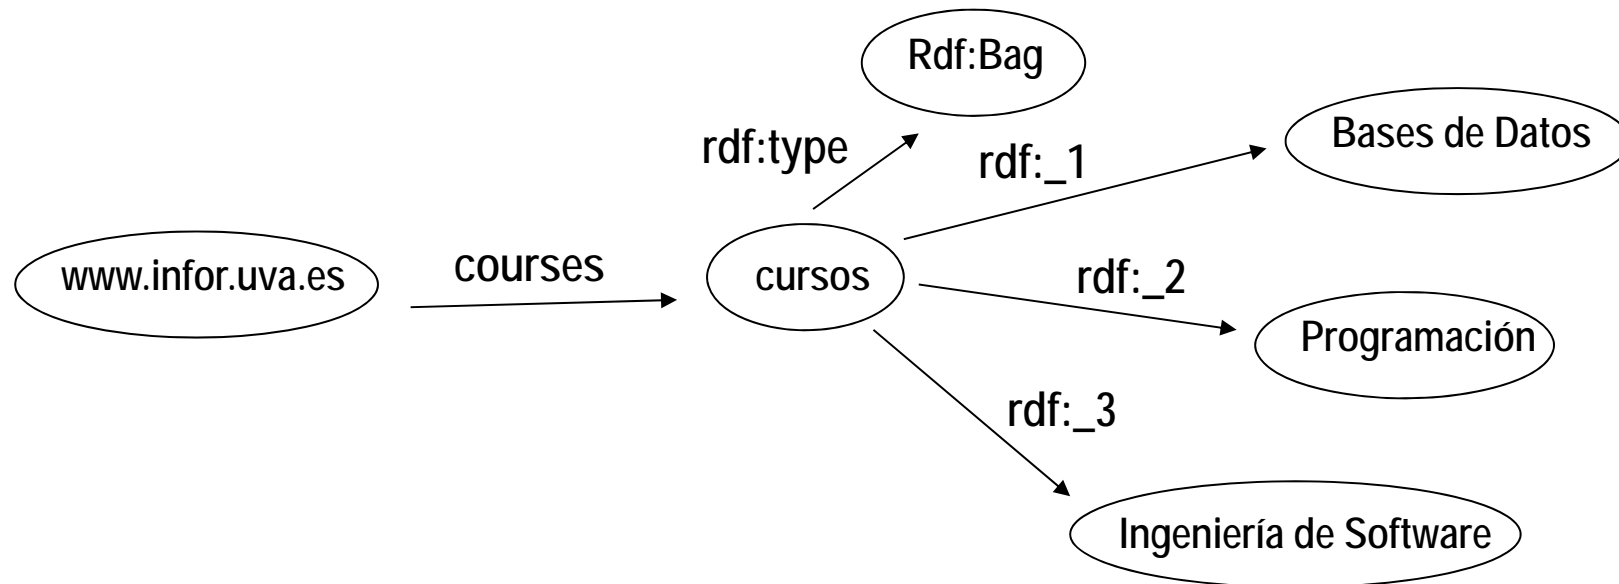 Rdf:Bag
Bases de Datos
rdf:type
rdf:_1
www.infor.uva.es
courses
cursos
rdf:_2
Programación
rdf:_3
Ingeniería de Software